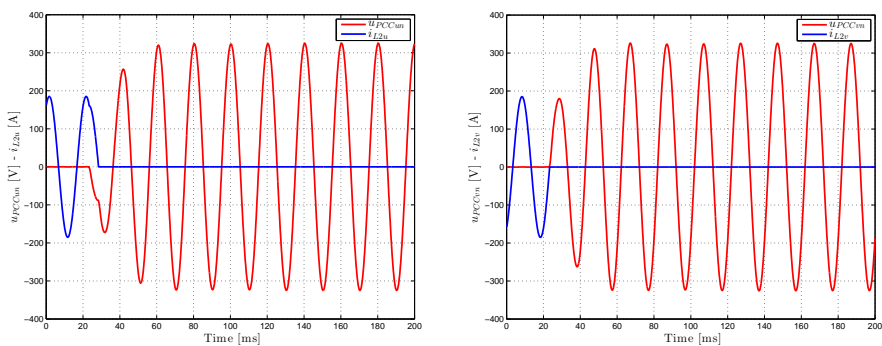 400
300
200
100
0
−100
−200
−300
−400
0 20 40 60 80 100 120 140 160 180 200
Time [ms]
u_PCCun [V] - i_L2u [A]
u_PCCun
i_L2u
400
300
200
100
0
−100
−200
−300
−400
0 20 40 60 80 100 120 140 160 180 200
Time [ms]
u_PCCvn [V] - i_L2v [A]
u_PCCvn
i_L2v